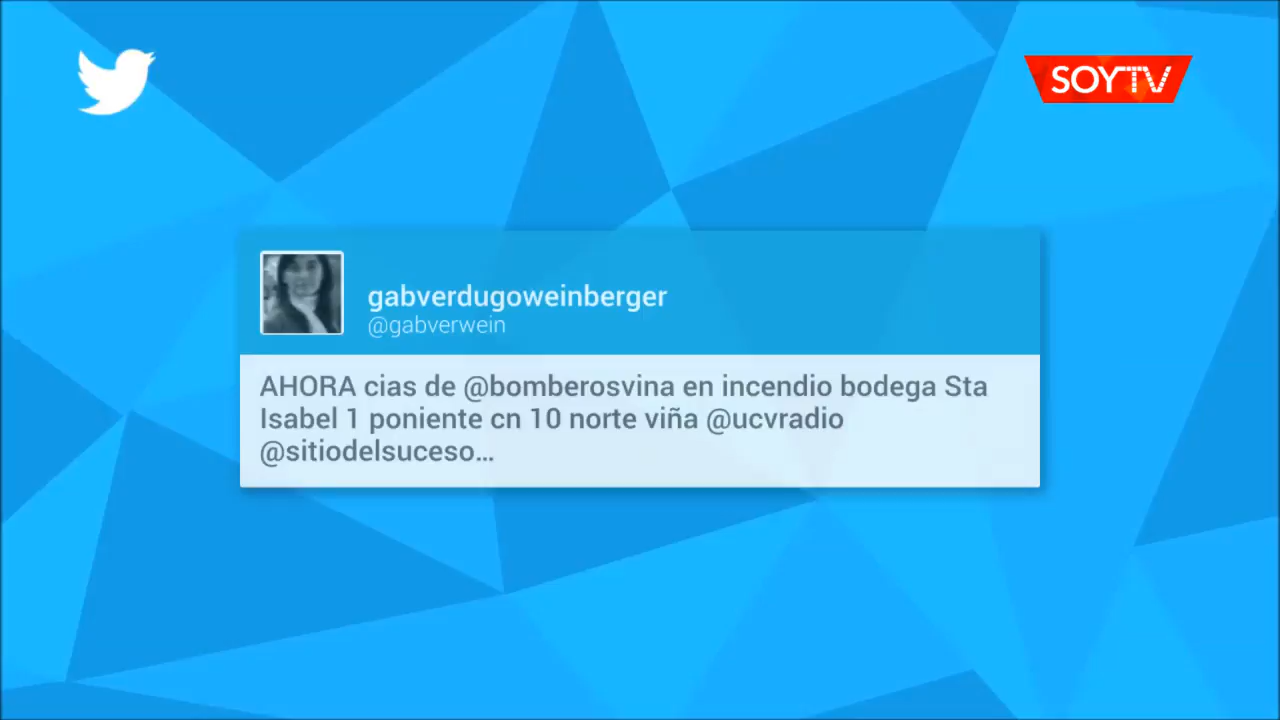 SOYTV
gabverdugoweinberger
@gabverwein
AHORA cias de @bomberosvina en incendio bodega Sta
Isabel 1 poniente cn 10 norte viña @ucvradio
@sitiodelsuceso...